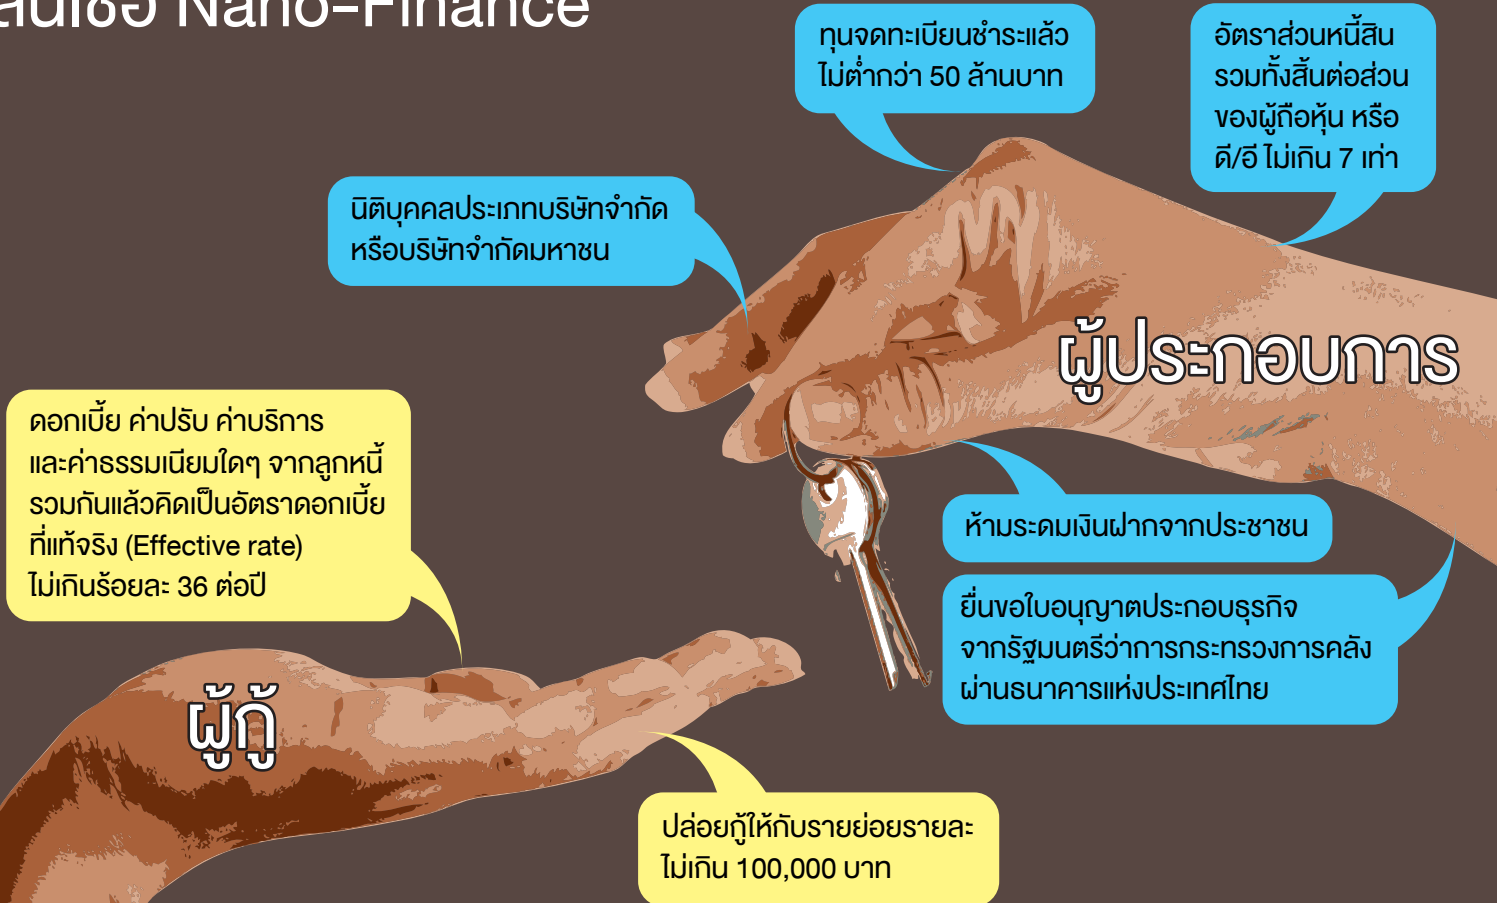 สินเชื่อ Nano-Finance
ทุนจดทะเบียนชำระแล้ว
ไม่ต่ำกว่า 50 ล้านบาท
อัตราส่วนหนี้สิน
รวมทั้งสิ้นต่อส่วน
ของผู้ถือหุ้น หรือ
ดี/อี ไม่เกิน 7 เท่า
นิติบุคคลประเภทบริษัทจำกัด
หรือบริษัทจำกัดมหาชน
ผู้ประกอบการ
ดอกเบี้ย ค่าปรับ ค่าบริการ
และค่าธรรมเนียมใดๆ จากลูกหนี้
รวมกันแล้วคิดเป็นอัตราดอกเบี้ย
ที่แท้จริง (Effective rate)
ไม่เกินร้อยละ 36 ต่อปี
ห้ามระดมเงินฝากจากประชาชน
ยื่นขอใบอนุญาตประกอบธุรกิจ
จากรัฐมนตรีว่าการกระทรวงการคลัง
ผ่านธนาคารแห่งประเทศไทย
ผู้กู้
ปล่อยกู้ให้กับรายย่อยรายละ
ไม่เกิน 100,000 บาท